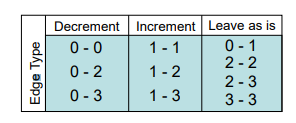 Decrement Increment Leave as is
Edge Type
0 - 0 1 - 1 0 - 1
0 - 2 1 - 2 2 - 2
0 - 3 1 - 3 2 - 3
3 - 3